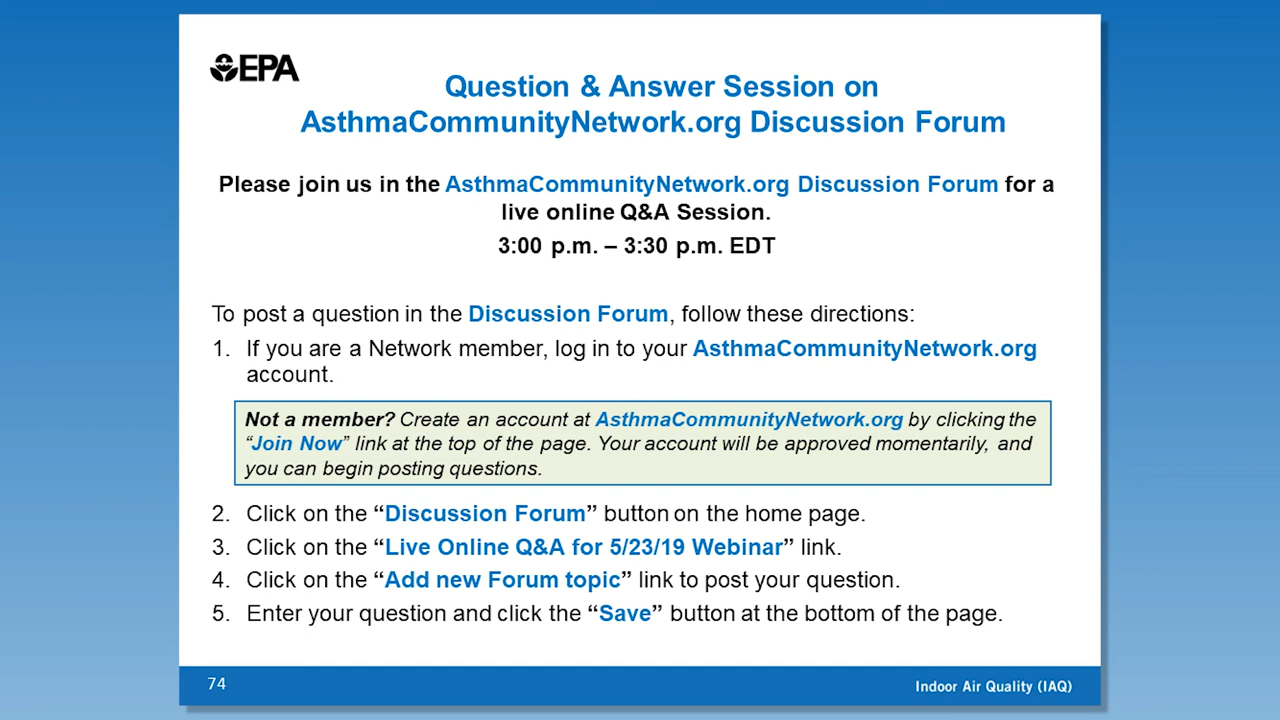 EPA
Question & Answer Session on
AsthmaCommunityNetwork.org Discussion Forum
Please join us in the AsthmaCommunityNetwork.org Discussion Forum for a
live online Q&A Session.
3:00 p.m. – 3:30 p.m. EDT
To post a question in the Discussion Forum, follow these directions:
1. If you are a Network member, log in to your AsthmaCommunityNetwork.org
account.
Not a member? Create an account at AsthmaCommunityNetwork.org by clicking the
“Join Now” link at the top of the page. Your account will be approved momentarily, and
you can begin posting questions.
2. Click on the “Discussion Forum” button on the home page.
3. Click on the “Live Online Q&A for 5/23/19 Webinar” link.
4. Click on the “Add new Forum topic” link to post your question.
5. Enter your question and click the “Save” button at the bottom of the page.
74
Indoor Air Quality (IAQ)